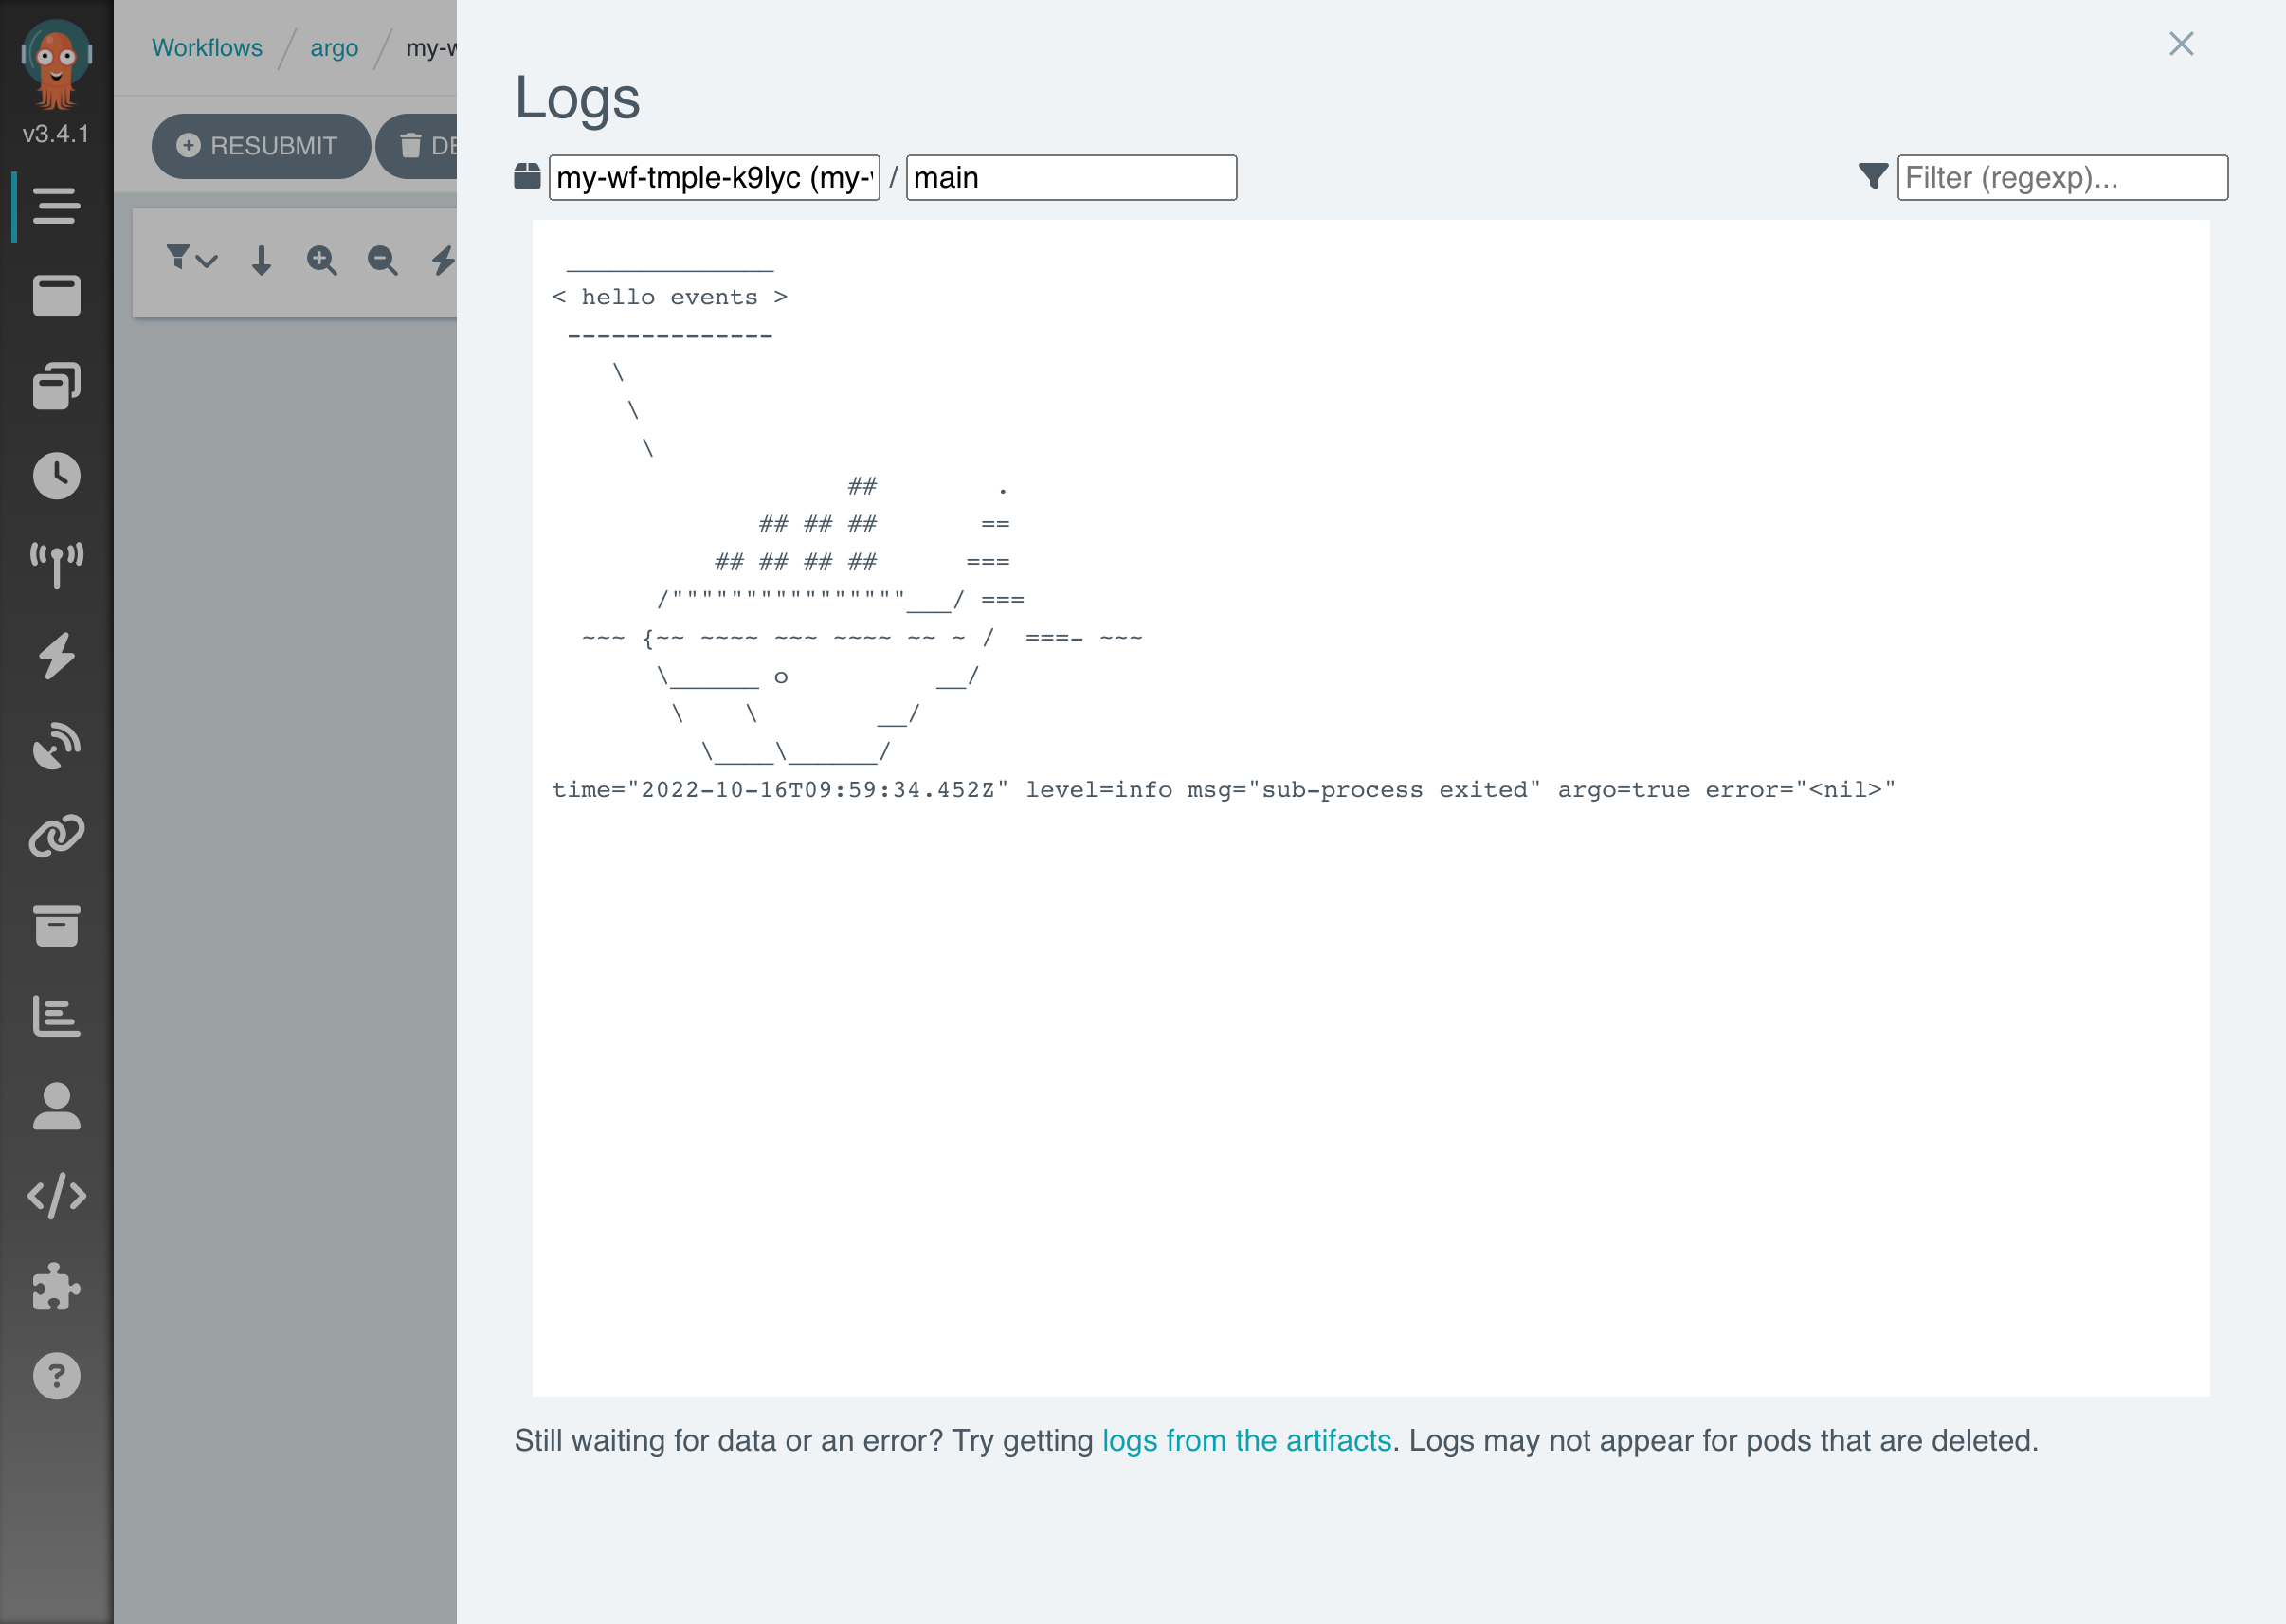 v3.4.1
Workflows / argo / my-w
RESUBMIT DE
Logs
my-wf-tmple-k9lyc (my- / main
Filter (regexp)...
 ______________
< hello events >
 --------------
    \
     \
      \
                    ##        .
              ## ## ##       ==
           ## ## ## ##      ===
       /""""""""""""""""___/ ===
  ~~~ {~~ ~~~~ ~~~ ~~~~ ~~ ~ /  ===- ~~~
       \______ o          __/
        \    \        __/
          \____\______/
time="2022-10-16T09:59:34.452Z" level=info msg="sub-process exited" argo=true error="<nil>"
Still waiting for data or an error? Try getting logs from the artifacts. Logs may not appear for pods that are deleted.